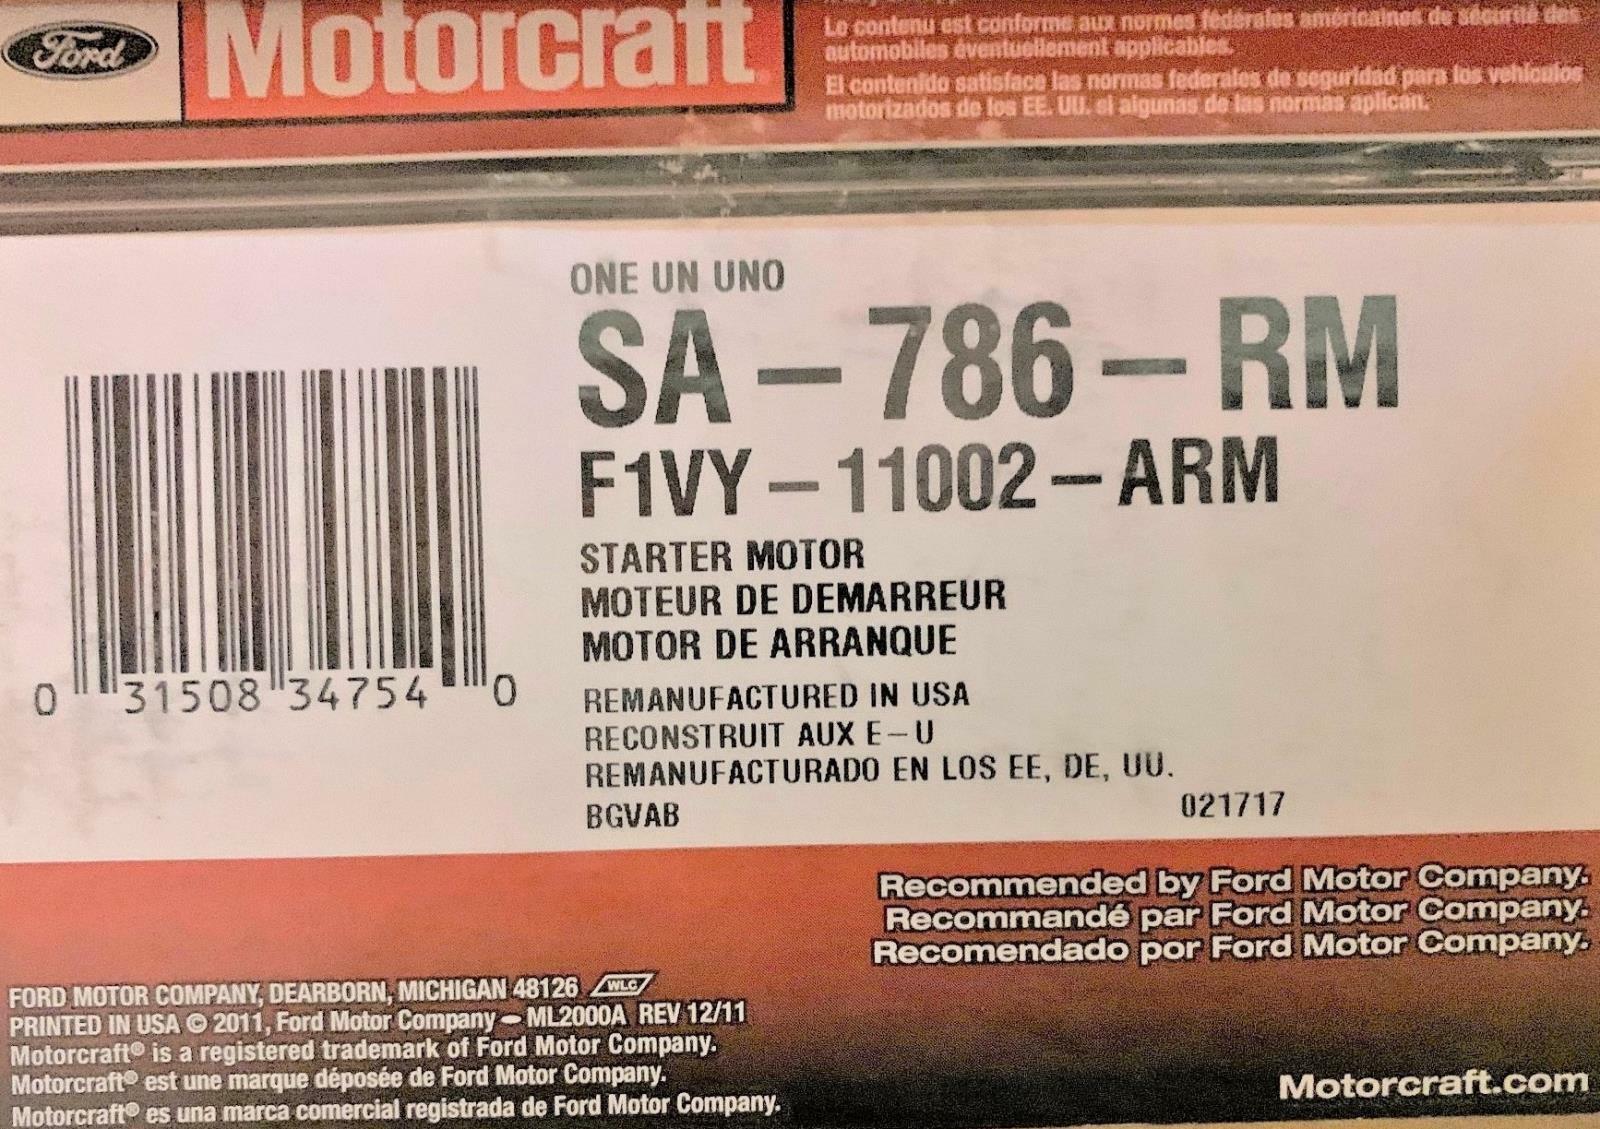 Ford
Motorcraft
Le contenu est conforme aux normes fédérales américaines de sécurité des
automobiles éventuellement applicables.
El contenido satisface las normas federales de seguridad para los vehículos
motorizados de los EE. UU. si algunas de las normas aplican.
ONE UN UNO
SA-786-RM
F1VY-11002-ARM
STARTER MOTOR
MOTEUR DE DEMARREUR
MOTOR DE ARRANQUE
REMANUFACTURED IN USA
RECONSTRUIT AUX E-U
REMANUFACTURADO EN LOS EE, DE, UU.
BGVAB 021717
0 31508 34754 0
Recommended by Ford Motor Company.
Recommandé par Ford Motor Company.
Recomendado por Ford Motor Company.
FORD MOTOR COMPANY, DEARBORN, MICHIGAN 48126 WLC
PRINTED IN USA © 2011, Ford Motor Company – ML2000A REV 12/11
Motorcraft® is a registered trademark of Ford Motor Company.
Motorcraft® est une marque déposée de Ford Motor Company.
Motorcraft® es una marca comercial registrada de Ford Motor Company.
Motorcraft.com